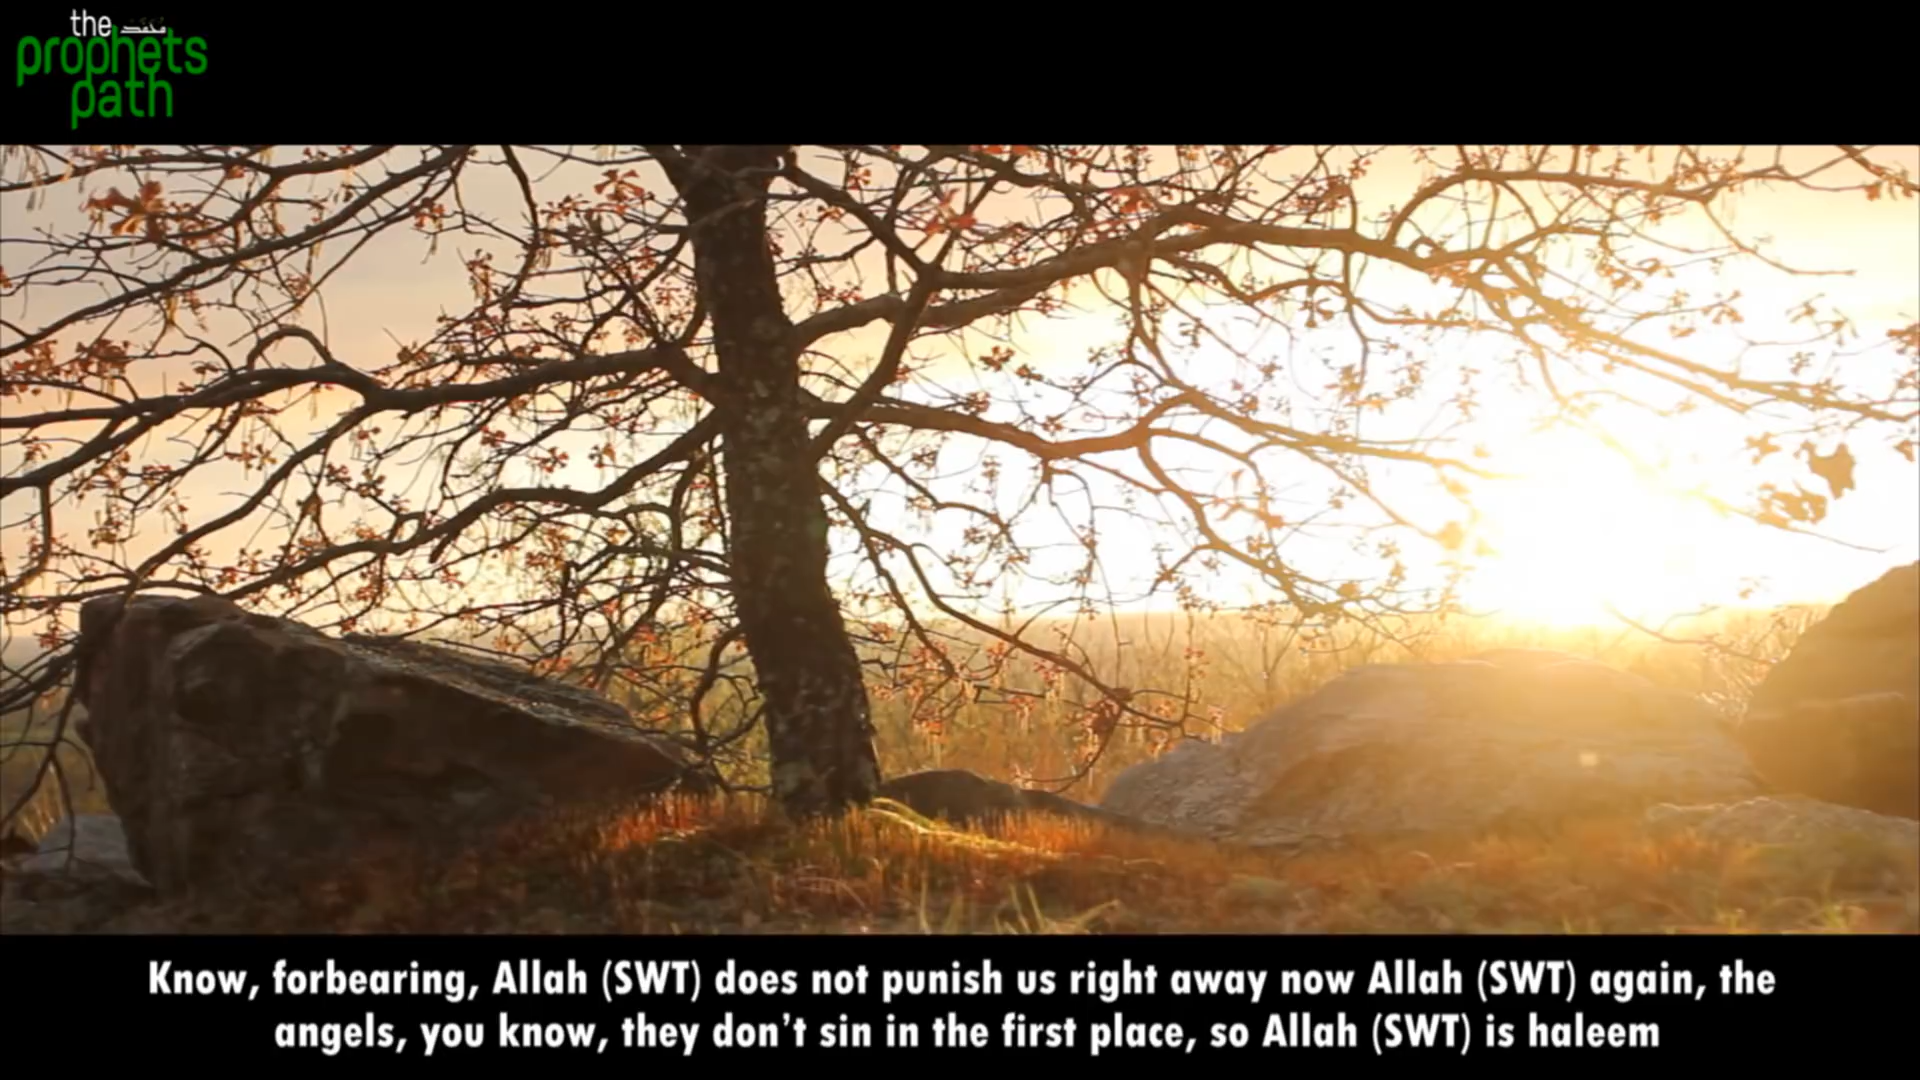 the محمد
prophets
path
Know, forbearing, Allah (SWT) does not punish us right away now Allah (SWT) again, the
angels, you know, they don't sin in the first place, so Allah (SWT) is haleem